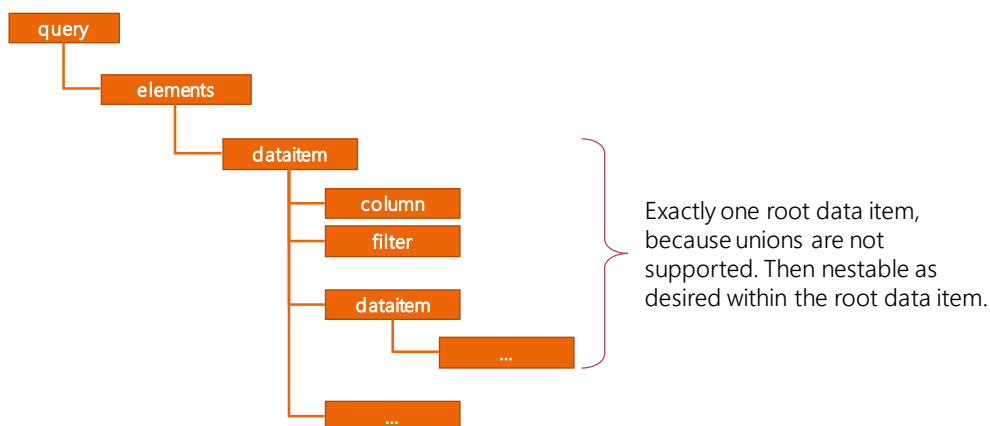 query
elements
dataitem
column
filter
dataitem
...
...
Exactly one root data item,
because unions are not
supported. Then nestable as
desired within the root data item.